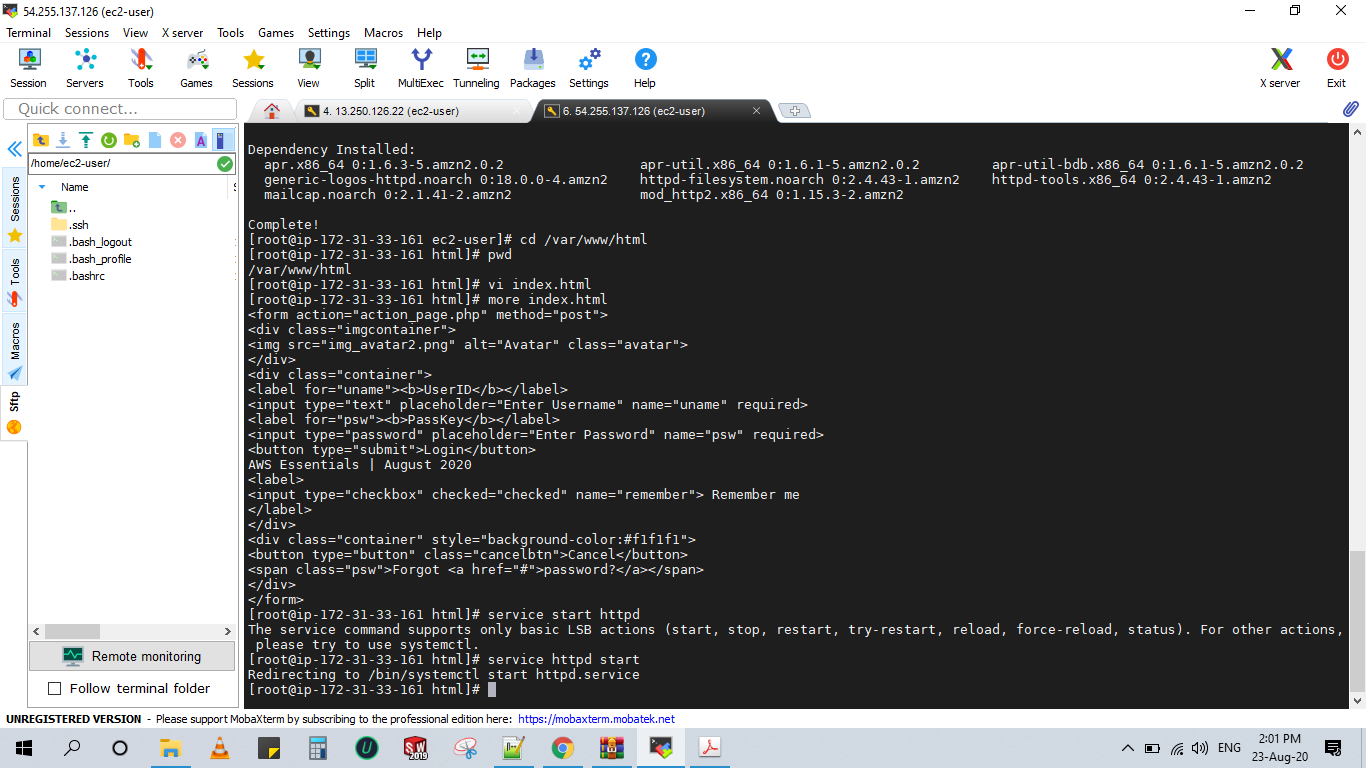 54.255.137.126 (ec2-user)
Terminal Sessions View X server Tools Games Settings Macros Help
Session Servers Tools Games Sessions View Split MultiExec Tunneling Packages Settings Help X server Exit
Quick connect...
4. 13.250.126.22 (ec2-user)
6. 54.255.137.126 (ec2-user)
/home/ec2-user/
Name
..
.ssh
.bash_logout
.bash_profile
.bashrc
Sessions
Tools
Macros
Sftp
Remote monitoring
Follow terminal folder
Dependency Installed:
apr.x86_64 0:1.6.3-5.amzn2.0.2 apr-util.x86_64 0:1.6.1-5.amzn2.0.2 apr-util-bdb.x86_64 0:1.6.1-5.amzn2.0.2
generic-logos-httpd.noarch 0:18.0.0-4.amzn2 httpd-filesystem.noarch 0:2.4.43-1.amzn2 httpd-tools.x86_64 0:2.4.43-1.amzn2
mailcap.noarch 0:2.1.41-2.amzn2 mod_http2.x86_64 0:1.15.3-2.amzn2
Complete!
[root@ip-172-31-33-161 ec2-user]# cd /var/www/html
[root@ip-172-31-33-161 html]# pwd
/var/www/html
[root@ip-172-31-33-161 html]# vi index.html
[root@ip-172-31-33-161 html]# more index.html
<form action="action_page.php" method="post">
<div class="imgcontainer">
<img src="img_avatar2.png" alt="Avatar" class="avatar">
</div>
<div class="container">
<label for="uname"><b>UserID</b></label>
<input type="text" placeholder="Enter Username" name="uname" required>
<label for="psw"><b>PassKey</b></label>
<input type="password" placeholder="Enter Password" name="psw" required>
<button type="submit">Login</button>
AWS Essentials | August 2020
<label>
<input type="checkbox" checked="checked" name="remember"> Remember me
</label>
</div>
<div class="container" style="background-color:#f1f1f1">
<button type="button" class="cancelbtn">Cancel</button>
<span class="psw">Forgot <a href="#">password?</a></span>
</div>
</form>
[root@ip-172-31-33-161 html]# service start httpd
The service command supports only basic LSB actions (start, stop, restart, try-restart, reload, force-reload, status). For other actions,
please try to use systemctl.
[root@ip-172-31-33-161 html]# service httpd start
Redirecting to /bin/systemctl start httpd.service
[root@ip-172-31-33-161 html]#
UNREGISTERED VERSION - Please support MobaXterm by subscribing to the professional edition here: https://mobaxterm.mobatek.net
SW
2019
ENG
2:01 PM
23-Aug-20